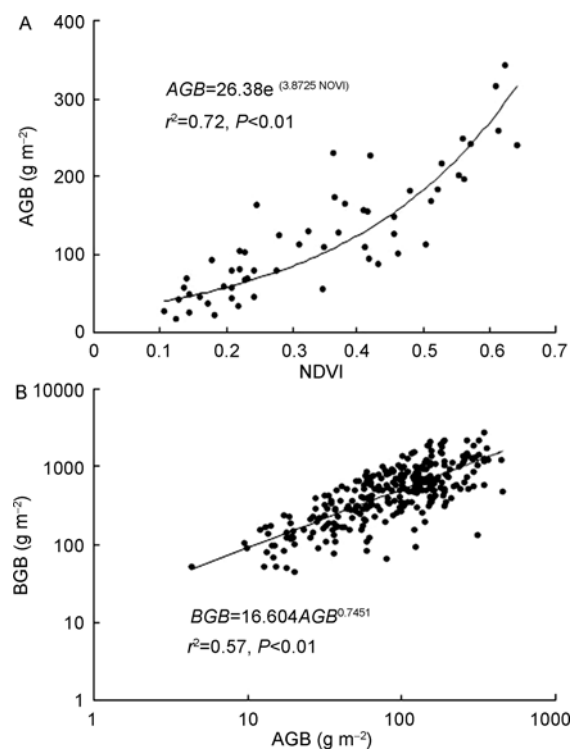 A
400
300
200
100
0
AGB (g m⁻²)
AGB=26.38e (3.8725 NOVI)
r²=0.72, P<0.01
0 0.1 0.2 0.3 0.4 0.5 0.6 0.7
NDVI
B
10000
1000
100
10
1
BGB (g m⁻²)
BGB=16.604AGB⁰·⁷⁴⁵¹
r²=0.57, P<0.01
1 10 100 1000
AGB (g m⁻²)